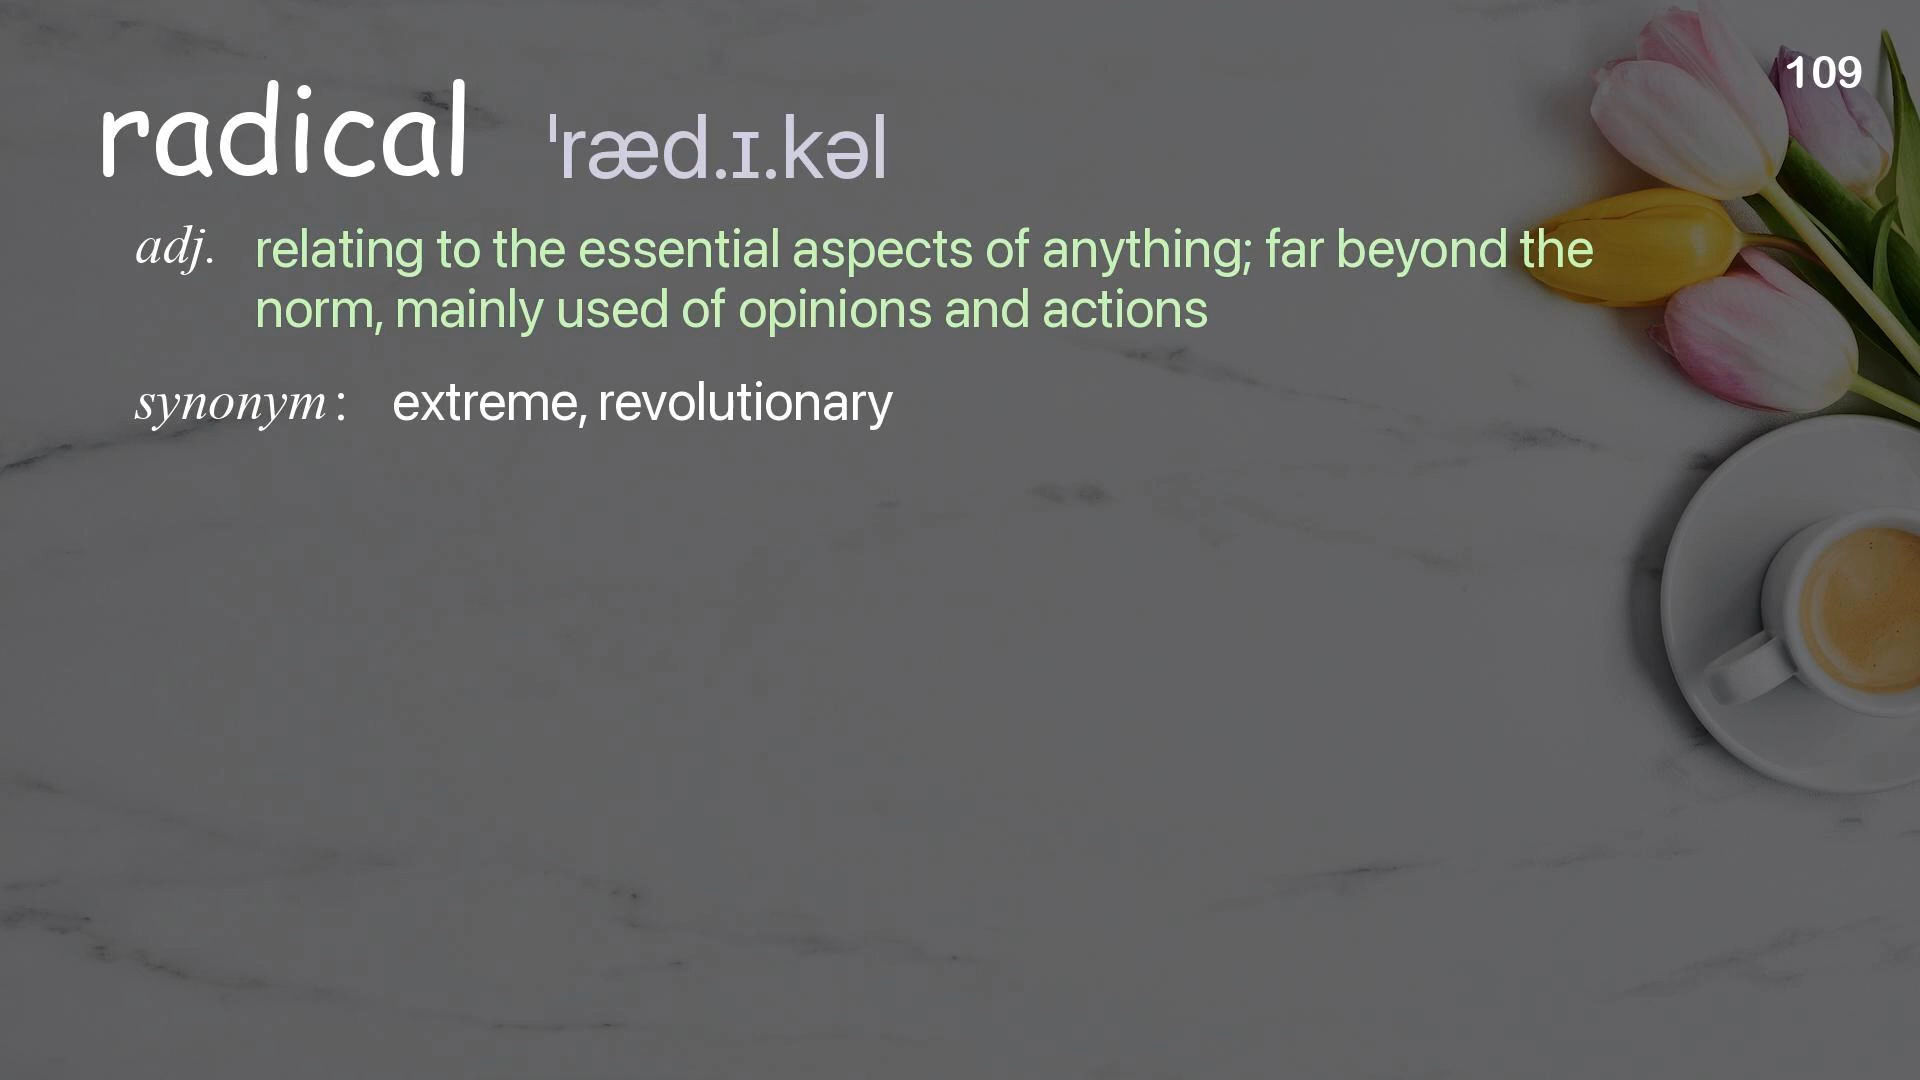 109
radical ˈræd.ɪ.kəl
adj. relating to the essential aspects of anything; far beyond the
norm, mainly used of opinions and actions
synonym : extreme, revolutionary